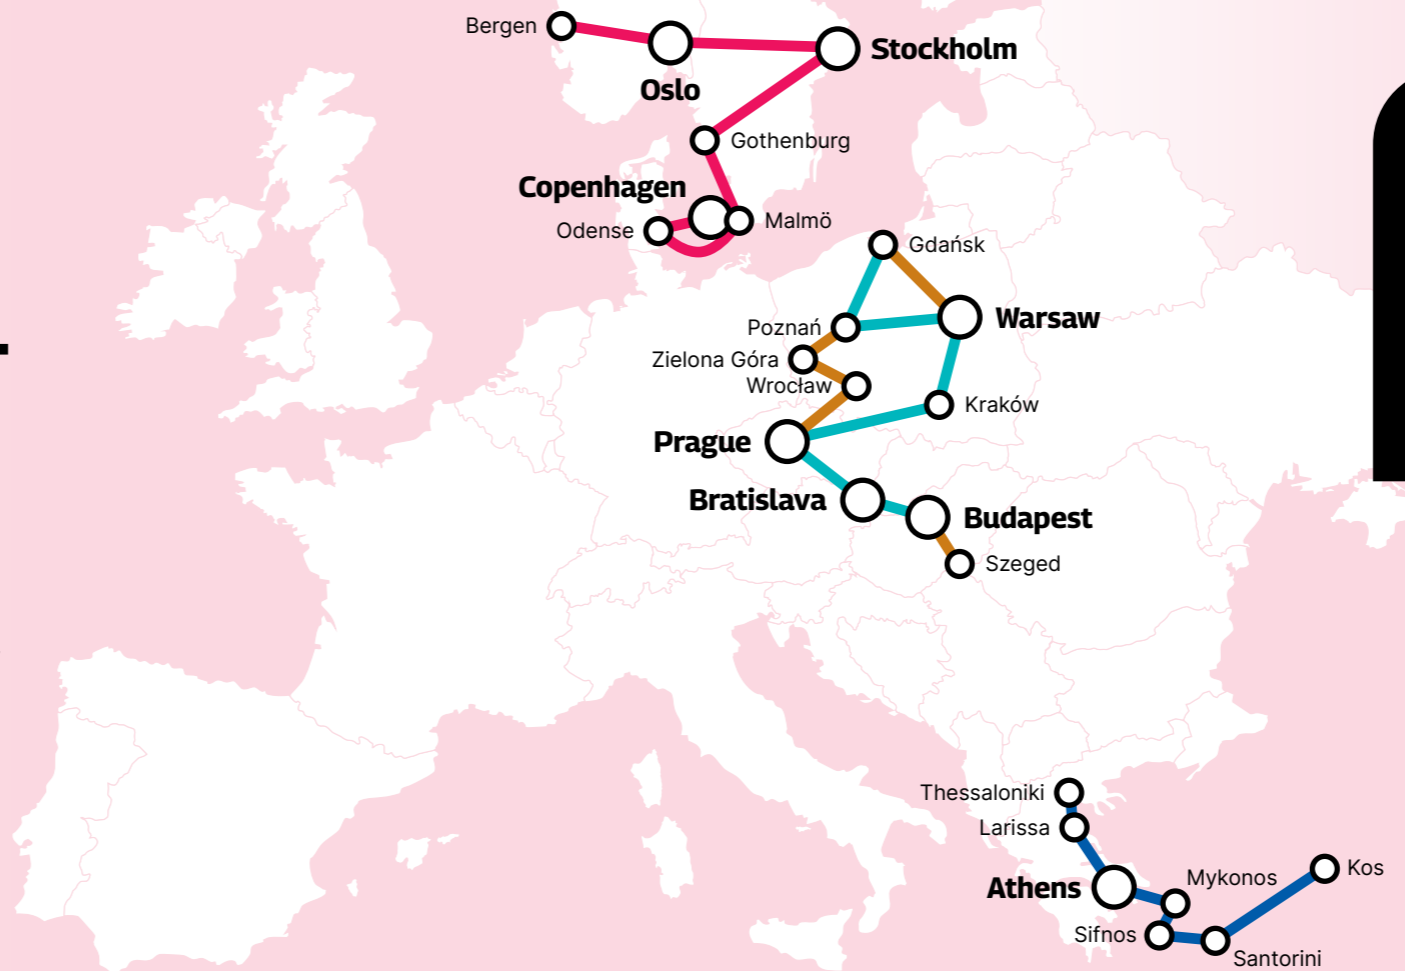 Bergen
Stockholm
Oslo
Gothenburg
Copenhagen
Odense
Malmö
Gdańsk
Poznań
Warsaw
Zielona Góra
Wrocław
Kraków
Prague
Bratislava
Budapest
Szeged
Thessaloniki
Larissa
Athens
Mykonos
Kos
Sifnos
Santorini